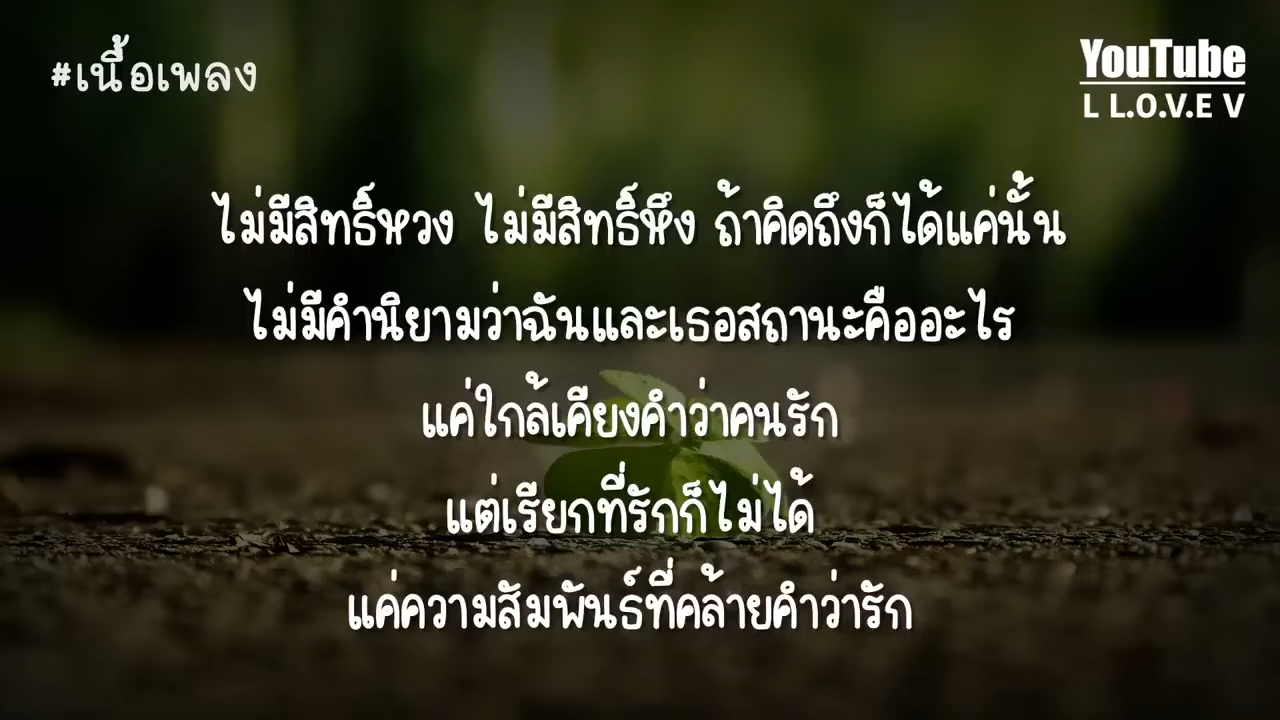 #เนื้อเพลง
YouTube
L L.O.V.E V
ไม่มีสิทธิ์หวง ไม่มีสิทธิ์หึง ถ้าคิดถึงก็ได้แค่นั้น
ไม่มีคำนิยามว่าฉันและเธอสถานะคืออะไร
แค่ใกล้เคียงคำว่าคนรัก
แต่เรียกที่รักก็ไม่ได้
แค่ความสัมพันธ์ที่คล้ายคำว่ารัก